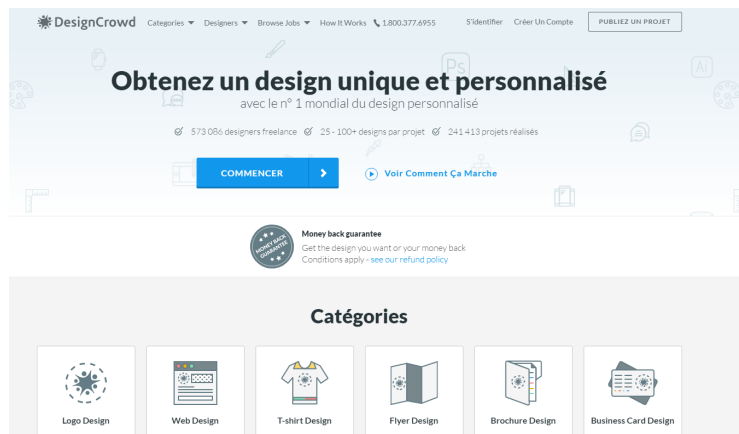 DesignCrowd Categories Designers Browse Jobs How It Works 1.800.377.6955 S'identifier Créer Un Compte PUBLIEZ UN PROJET
Ps
Ai
Obtenez un design unique et personnalisé
avec le n° 1 mondial du design personnalisé
573 086 designers freelance 25 - 100+ designs par projet 241 413 projets réalisés
COMMENCER Voir Comment Ça Marche
MONEY BACK
GUARANTEE
Money back guarantee
Get the design you want or your money back
Conditions apply - see our refund policy
Catégories
Logo Design Web Design T-shirt Design Flyer Design Brochure Design Business Card Design